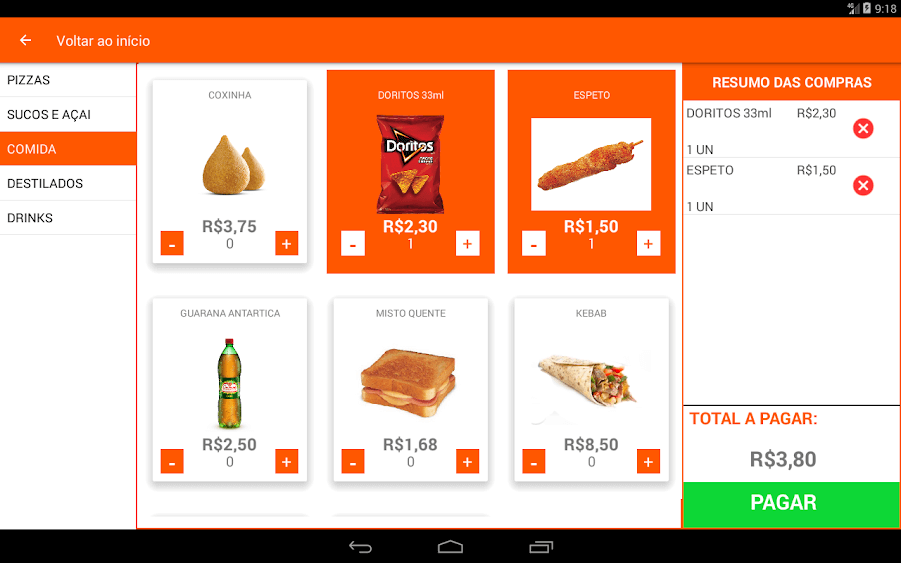 4G 9:18
Voltar ao início
PIZZAS
SUCOS E AÇAI
COMIDA
DESTILADOS
DRINKS
COXINHA
R$3,75
- 0 +
DORITOS 33ml
Doritos
R$2,30
- 1 +
ESPETO
R$1,50
- 1 +
GUARANA ANTARTICA
R$2,50
- 0 +
MISTO QUENTE
R$1,68
- 0 +
KEBAB
R$8,50
- 0 +
RESUMO DAS COMPRAS
DORITOS 33ml R$2,30
1 UN
ESPETO R$1,50
1 UN
TOTAL A PAGAR:
R$3,80
PAGAR